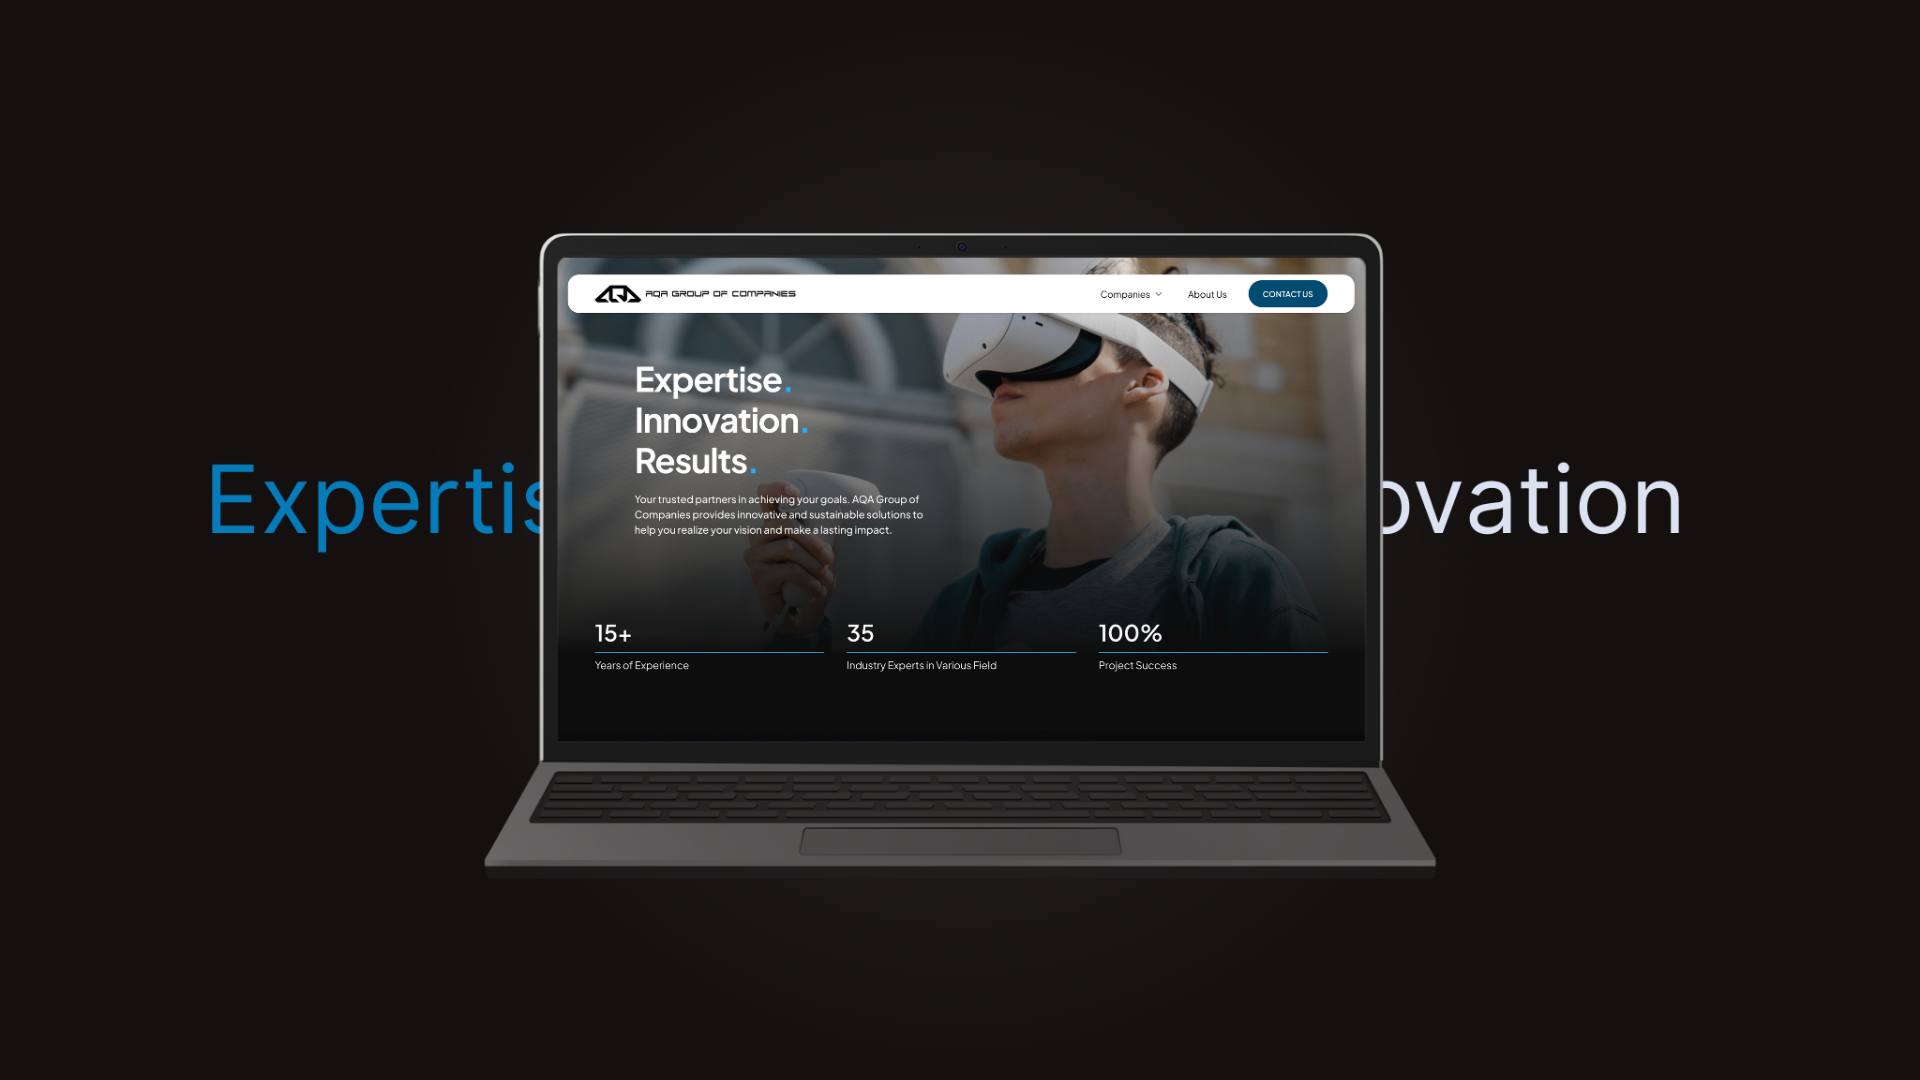 AQA GROUP OF COMPANIES
Companies
About Us
CONTACT US
Expertise.
Innovation.
Results.
Your trusted partners in achieving your goals. AQA Group of
Companies provides innovative and sustainable solutions to
help you realize your vision and make a lasting impact.
Expertis
ovation
15+
35
100%
Years of Experience
Industry Experts in Various Field
Project Success